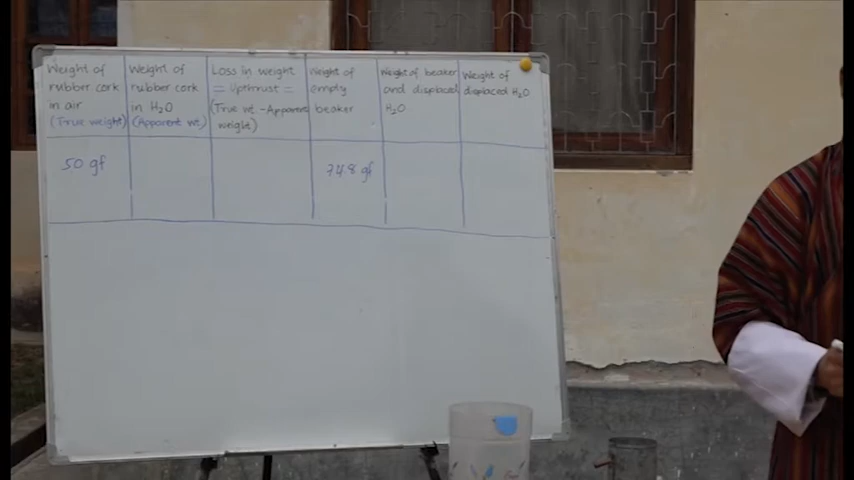 Weight of
rubber cork
in air
(True weight)
Weight of
rubber cork
in H₂O
(Apparent wt)
Loss in weight
= Upthrust =
(True wt - Apparent
weight)
Weight of
empty
beaker
Weight of beaker
and displaced
H₂O
Weight of
displaced H₂O
50 gf
34.8 gf